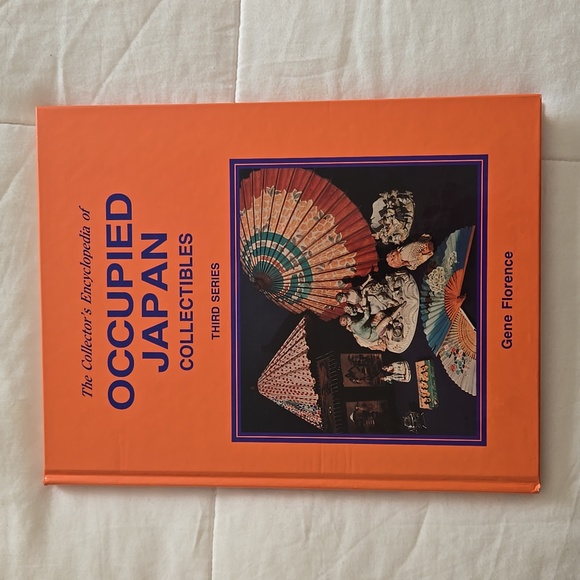 The Collector's Encyclopedia of
OCCUPIED
JAPAN
COLLECTIBLES
THIRD SERIES
Gene Florence